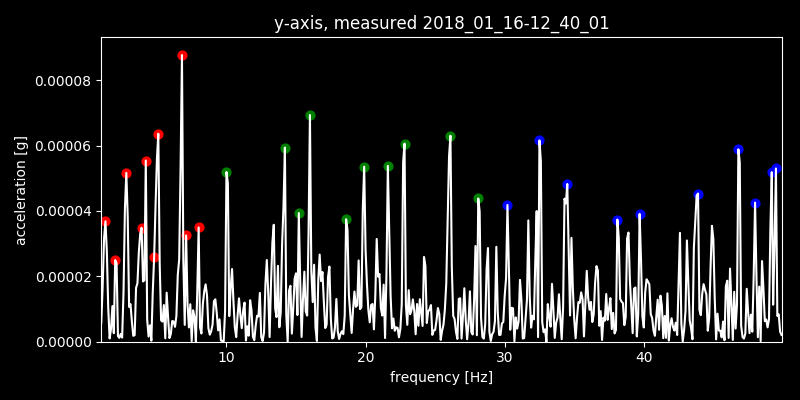 y-axis, measured 2018_01_16-12_40_01
0.00008
0.00006
0.00004
0.00002
0.00000
acceleration [g]
10 20 30 40
frequency [Hz]